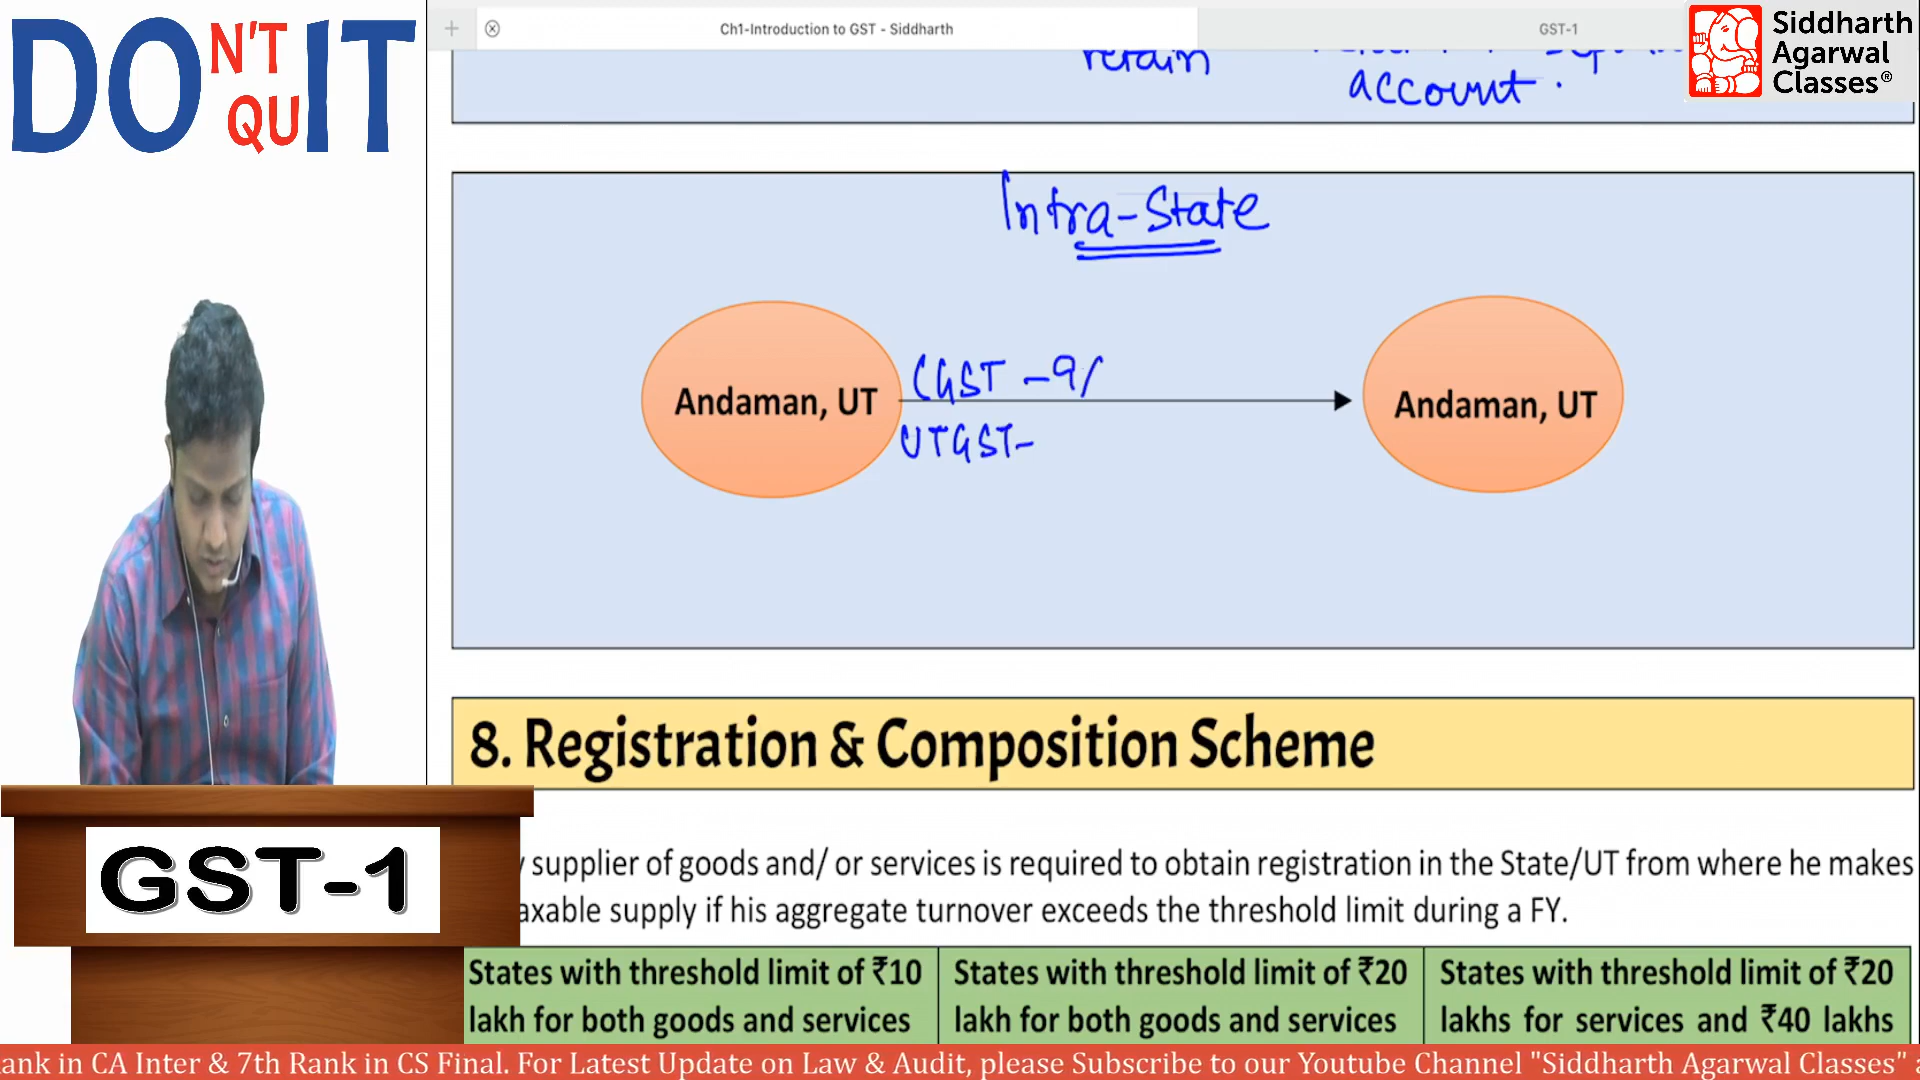 DON'T QUIT
Ch1-Introduction to GST - Siddharth
GST-1
Siddharth
Agarwal
Classes®
retain
account.
Intra-State
Andaman, UT
CGST - 9/
UTGST-
Andaman, UT
8. Registration & Composition Scheme
supplier of goods and/ or services is required to obtain registration in the State/UT from where he makes
axable supply if his aggregate turnover exceeds the threshold limit during a FY.
States with threshold limit of ₹10
lakh for both goods and services
States with threshold limit of ₹20
lakh for both goods and services
States with threshold limit of ₹20
lakhs for services and ₹40 lakhs
GST-1
ank in CA Inter & 7th Rank in CS Final. For Latest Update on Law & Audit, please Subscribe to our Youtube Channel "Siddharth Agarwal Classes"